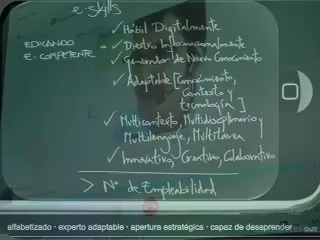 e-skills
EDUCANDO
E-COMPETENTE =
✓ Hábil Digitalmente
✓ Diestro Informacionalmente
✓ Generador de Nuevo Conocimiento
✓ Adaptable [Conocimiento,
Contexto y
tecnología]
✓ Multicontexto, Multidisciplinario y
Multilenguaje, Multitarea
✓ Innovativo, Creativo, Colaborativo
> Nº de Empleabilidad
alfabetizado · experto adaptable · apertura estratégica · capaz de desaprender